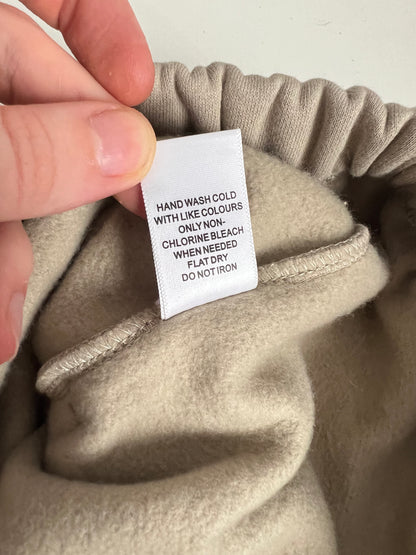 HAND WASH COLD
WITH LIKE COLOURS
ONLY NON-
CHLORINE BLEACH
WHEN NEEDED
FLAT DRY
DO NOT IRON